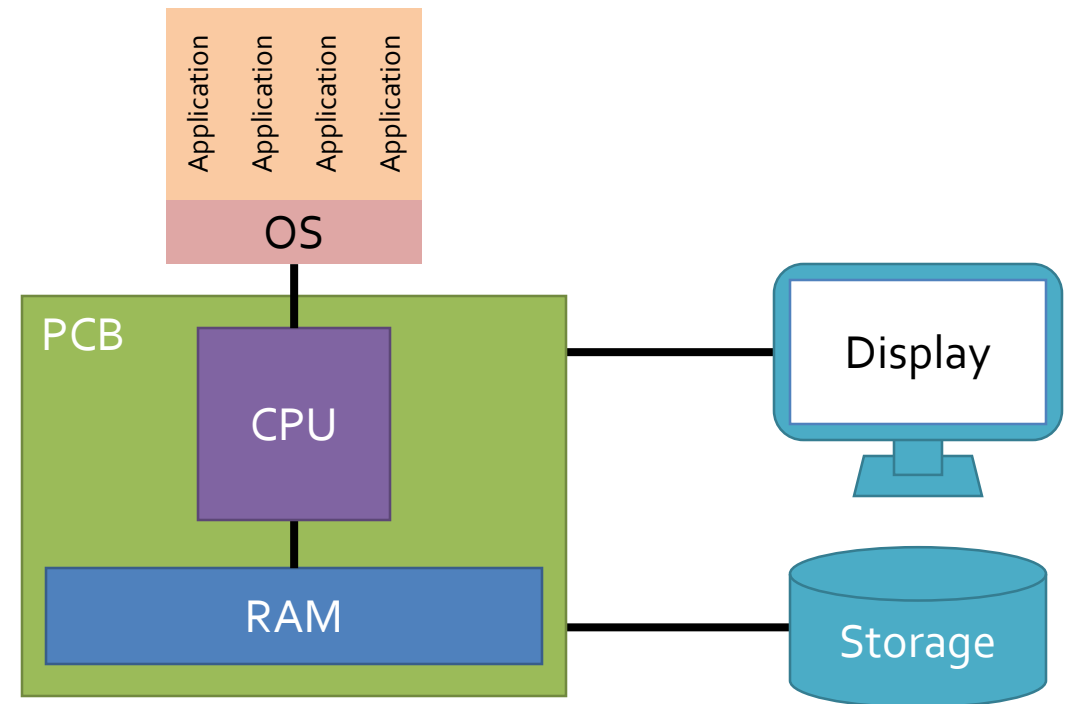 Application
Application
Application
Application
OS
PCB
CPU
Display
RAM
Storage